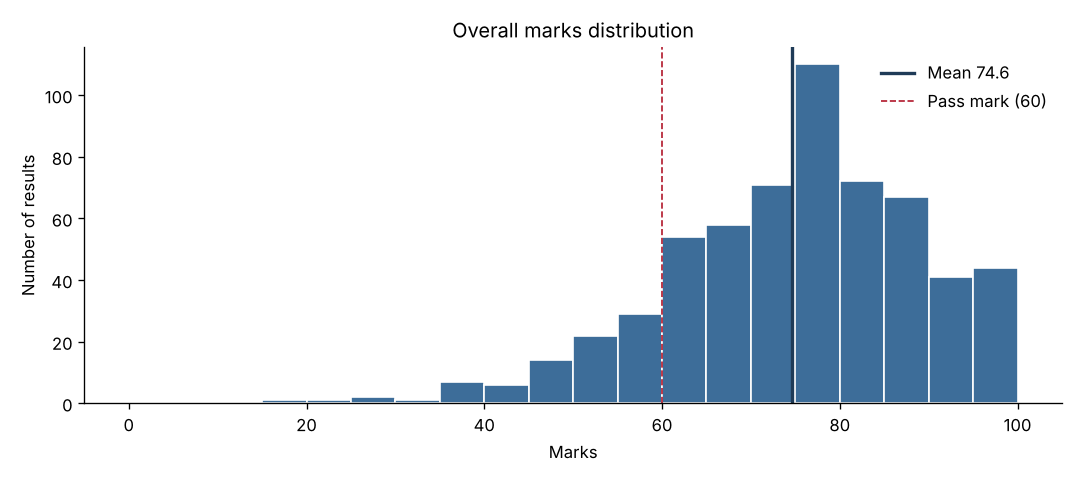 Overall marks distribution
Mean 74.6
Pass mark (60)
Number of results
100
80
60
40
20
0
0 20 40 60 80 100
Marks